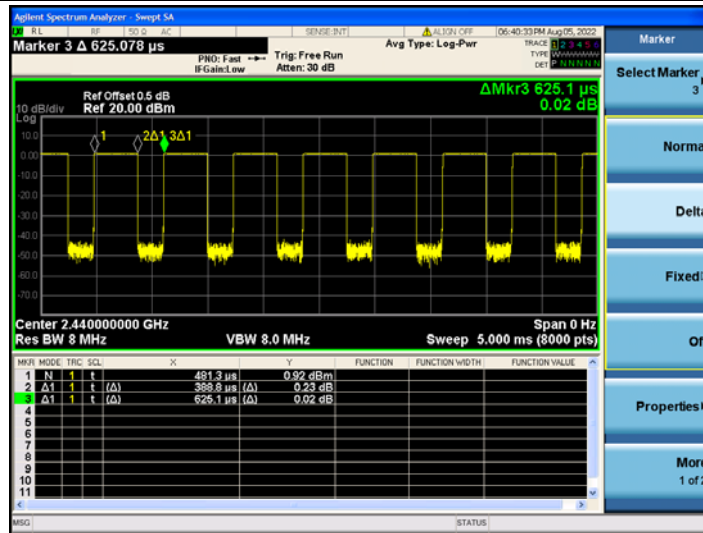 Agilent Spectrum Analyzer - Swept SA
RL RF 50 Ω AC SENSE:INT ALIGN OFF 06:40:33 PM Aug 05, 2022
Marker 3 Δ 625.078 µs
PNO: Fast
IFGain:Low
Trig: Free Run
Atten: 30 dB
Avg Type: Log-Pwr
TRACE 1 2 3 4 5 6
TYPE WWWWWW
DET P N N N N N
ΔMkr3 625.1 µs
0.02 dB
Ref Offset 0.5 dB
Ref 20.00 dBm
10 dB/div
Log
10.0
0.00
-10.0
-20.0
-30.0
-40.0
-50.0
-60.0
-70.0
1
2Δ1
3Δ1
Center 2.440000000 GHz
Span 0 Hz
Res BW 8 MHz
VBW 8.0 MHz
Sweep 5.000 ms (8000 pts)
MKR MODE TRC SCL X Y FUNCTION FUNCTION WIDTH FUNCTION VALUE
1 N 1 t 481.3 µs 0.92 dBm
2 Δ1 1 t (Δ) 388.8 µs (Δ) 0.23 dB
3 Δ1 1 t (Δ) 625.1 µs (Δ) 0.02 dB
4
5
6
7
8
9
10
11
MSG
STATUS
Marker
Select Marker
3
Norma
Delta
Fixed
Of
Properties
More
1 of 2